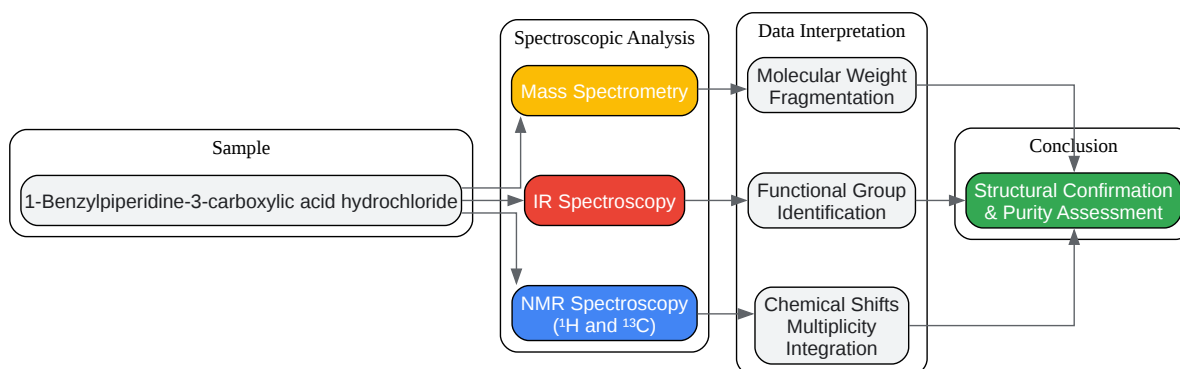 Sample
1-Benzylpiperidine-3-carboxylic acid hydrochloride
Spectroscopic Analysis
Mass Spectrometry
IR Spectroscopy
NMR Spectroscopy
(¹H and ¹³C)
Data Interpretation
Molecular Weight
Fragmentation
Functional Group
Identification
Chemical Shifts
Multiplicity
Integration
Conclusion
Structural Confirmation
& Purity Assessment